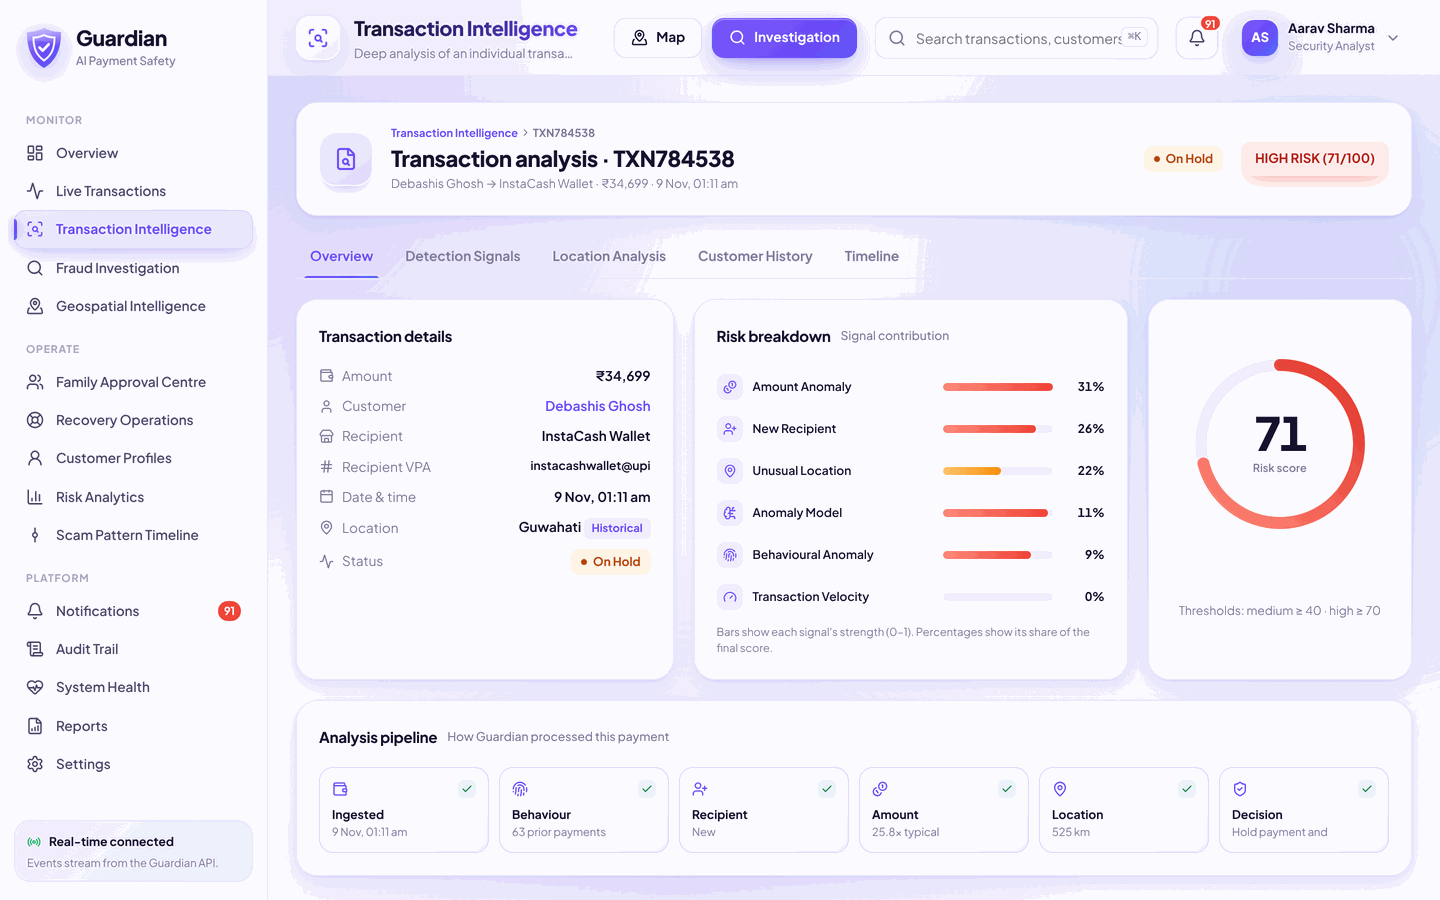 Guardian
AI Payment Safety
MONITOR
Overview
Live Transactions
Transaction Intelligence
Fraud Investigation
Geospatial Intelligence
OPERATE
Family Approval Centre
Recovery Operations
Customer Profiles
Risk Analytics
Scam Pattern Timeline
PLATFORM
Notifications 91
Audit Trail
System Health
Reports
Settings
Real-time connected
Events stream from the Guardian API.
Transaction Intelligence
Deep analysis of an individual transa...
Map
Investigation
Search transactions, customers
⌘K
91
AS
Aarav Sharma
Security Analyst
Transaction Intelligence > TXN784538
Transaction analysis · TXN784538
Debashis Ghosh → InstaCash Wallet · ₹34,699 · 9 Nov, 01:11 am
On Hold
HIGH RISK (71/100)
Overview
Detection Signals
Location Analysis
Customer History
Timeline
Transaction details
Amount ₹34,699
Customer Debashis Ghosh
Recipient InstaCash Wallet
Recipient VPA instacashwallet@upi
Date & time 9 Nov, 01:11 am
Location Guwahati Historical
Status On Hold
Risk breakdown Signal contribution
Amount Anomaly 31%
New Recipient 26%
Unusual Location 22%
Anomaly Model 11%
Behavioural Anomaly 9%
Transaction Velocity 0%
Bars show each signal's strength (0–1). Percentages show its share of the
final score.
71
Risk score
Thresholds: medium ≥ 40 · high ≥ 70
Analysis pipeline How Guardian processed this payment
Ingested
9 Nov, 01:11 am
Behaviour
63 prior payments
Recipient
New
Amount
25.8× typical
Location
525 km
Decision
Hold payment and